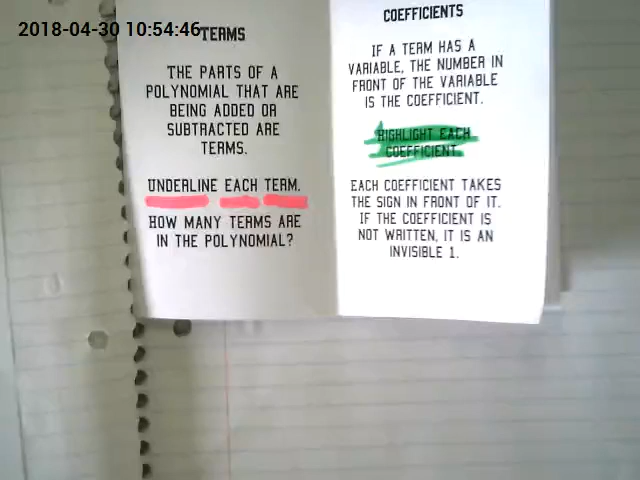 2018-04-30 10:54:46
TERMS
THE PARTS OF A
POLYNOMIAL THAT ARE
BEING ADDED OR
SUBTRACTED ARE
TERMS.
UNDERLINE EACH TERM.
HOW MANY TERMS ARE
IN THE POLYNOMIAL?
COEFFICIENTS
IF A TERM HAS A
VARIABLE, THE NUMBER IN
FRONT OF THE VARIABLE
IS THE COEFFICIENT.
HIGHLIGHT EACH
COEFFICIENT.
EACH COEFFICIENT TAKES
THE SIGN IN FRONT OF IT.
IF THE COEFFICIENT IS
NOT WRITTEN, IT IS AN
INVISIBLE 1.